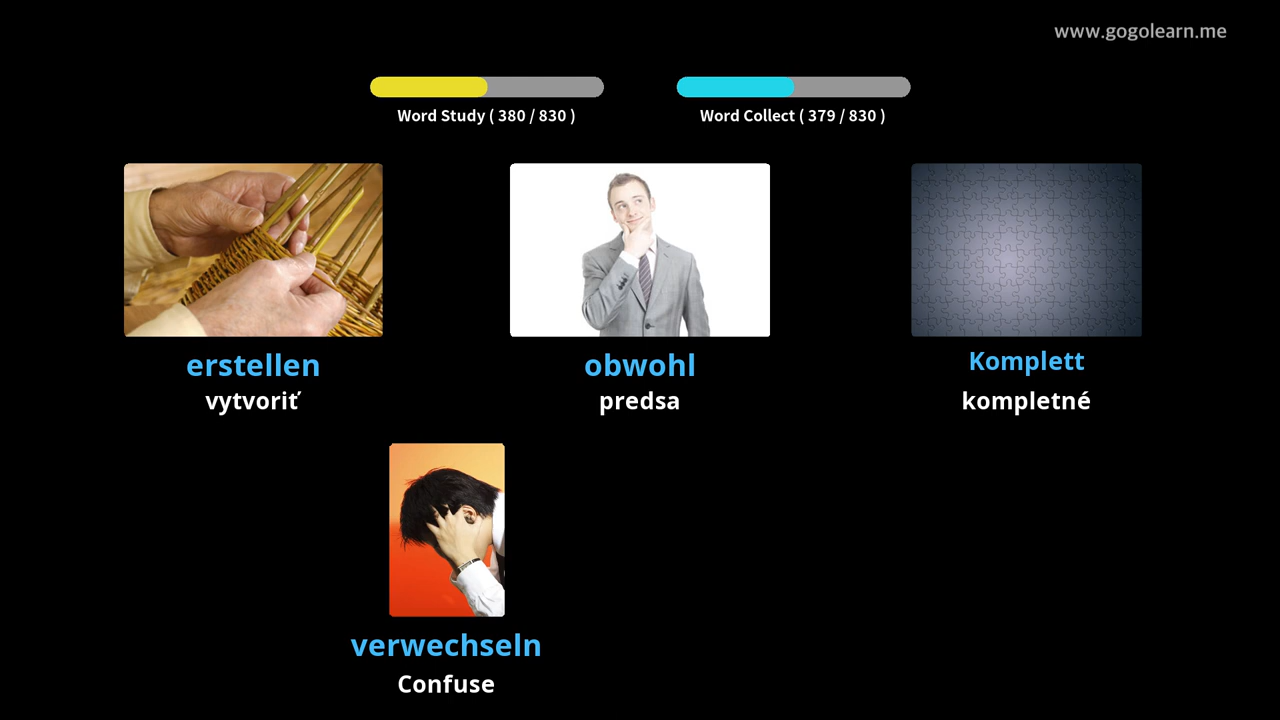 www.gogolearn.me
Word Study ( 380 / 830 )
Word Collect ( 379 / 830 )
erstellen
vytvoriť
obwohl
predsa
Komplett
kompletné
verwechseln
Confuse